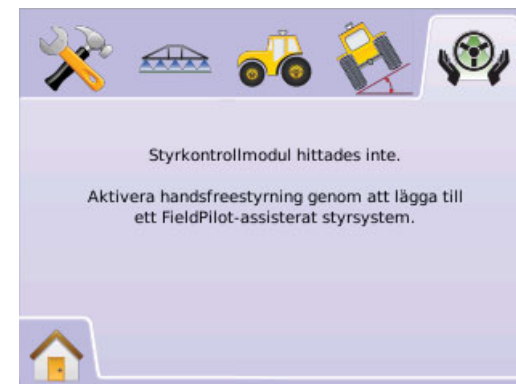 Styrkontrollmodul hittades inte.
Aktivera handsfreestyrning genom att lägga till
ett FieldPilot-assisterat styrsystem.